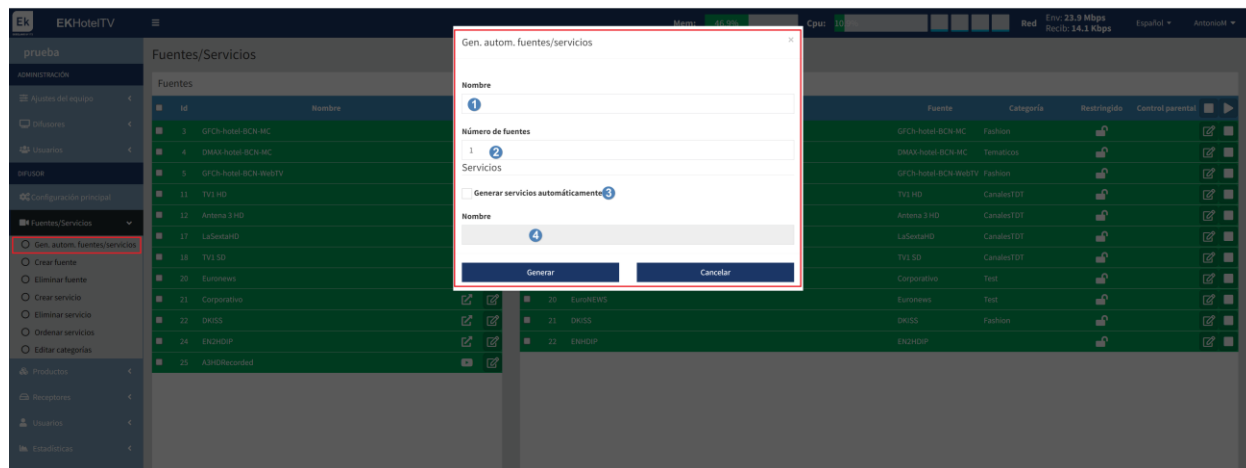 Ek EKHotelTV
Mem: 46.9% Cpu: 10 Red Env: 23.9 Mbps Recib: 14.1 Kbps Español AntonioM
prueba
ADMINISTRACIÓN
Ajustes del equipo
Difusores
Usuarios
DIFUSOR
Configuración principal
Fuentes/Servicios
Gen. autom. fuentes/servicios
Crear fuente
Eliminar fuente
Crear servicio
Eliminar servicio
Ordenar servicios
Editar categorías
Productos
Receptores
Usuarios
Estadísticas
Fuentes/Servicios
Fuentes
Id Nombre
3 GFCh-hotel-BCN-MC
4 DMAX-hotel-BCN-MC
5 GFCh-hotel-BCN-WebTV
11 TV1 HD
12 Antena 3 HD
17 LaSextaHD
18 TV1 SD
20 Euronews
21 Corporativo
22 DKISS
24 EN2HDIP
25 A3HDRecorded
Gen. autom. fuentes/servicios ×
Nombre
1
Número de fuentes
1 2
Servicios
Generar servicios automáticamente 3
Nombre
4
Generar Cancelar
Fuente Categoría Restringido Control parental
GFCh-hotel-BCN-MC Fashion
DMAX-hotel-BCN-MC Tematicos
GFCh-hotel-BCN-WebTV Fashion
TV1 HD CanalesTDT
Antena 3 HD CanalesTDT
LaSextaHD CanalesTDT
TV1 SD CanalesTDT
Corporativo Test
20 EuroNEWS Euronews Test
21 DKISS DKISS Fashion
22 ENHDIP EN2HDIP